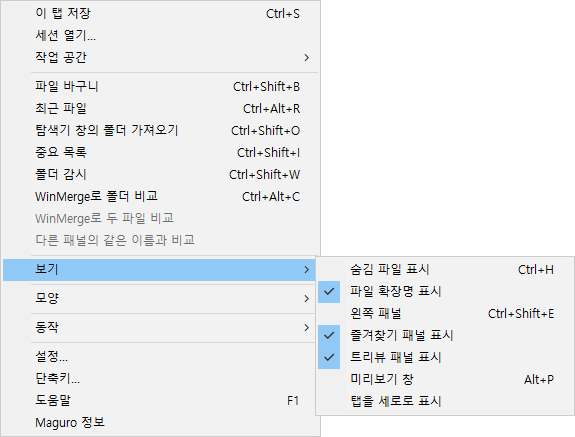 이 탭 저장 Ctrl+S
세션 열기...
작업 공간
파일 바구니 Ctrl+Shift+B
최근 파일 Ctrl+Alt+R
탐색기 창의 폴더 가져오기 Ctrl+Shift+O
중요 목록 Ctrl+Shift+I
폴더 감시 Ctrl+Shift+W
WinMerge로 폴더 비교 Ctrl+Alt+C
WinMerge로 두 파일 비교
다른 패널의 같은 이름과 비교
보기
모양
동작
설정...
단축키...
도움말 F1
Maguro 정보
숨김 파일 표시 Ctrl+H
파일 확장명 표시
왼쪽 패널 Ctrl+Shift+E
즐겨찾기 패널 표시
트리뷰 패널 표시
미리보기 창 Alt+P
탭을 세로로 표시